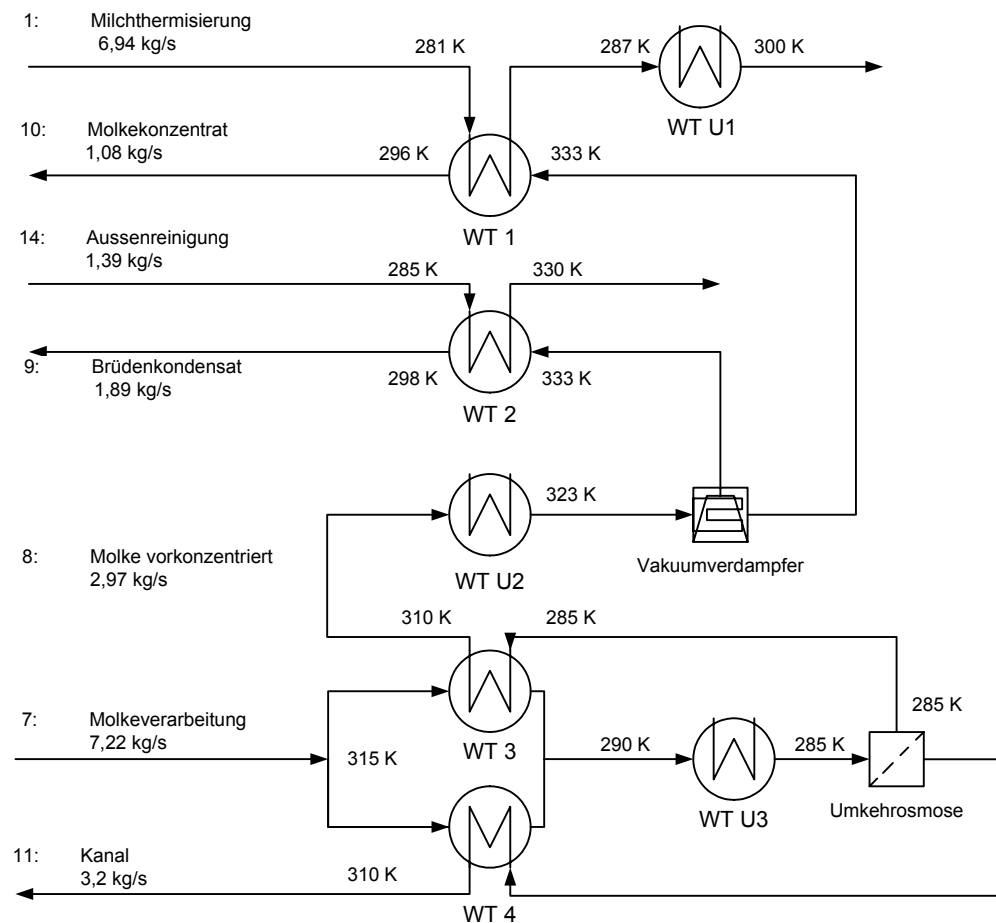 1: Milchthermisierung
6,94 kg/s
281 K
287 K
300 K
WT U1
10: Molkekonzentrat
1,08 kg/s
296 K
333 K
WT 1
14: Aussenreinigung
1,39 kg/s
285 K
330 K
9: Brüdenkondensat
1,89 kg/s
298 K
333 K
WT 2
323 K
8: Molke vorkonzentriert
2,97 kg/s
WT U2
Vakuumverdampfer
310 K
285 K
7: Molkeverarbeitung
7,22 kg/s
315 K
WT 3
290 K
285 K
285 K
WT U3
Umkehrosmose
11: Kanal
3,2 kg/s
310 K
WT 4